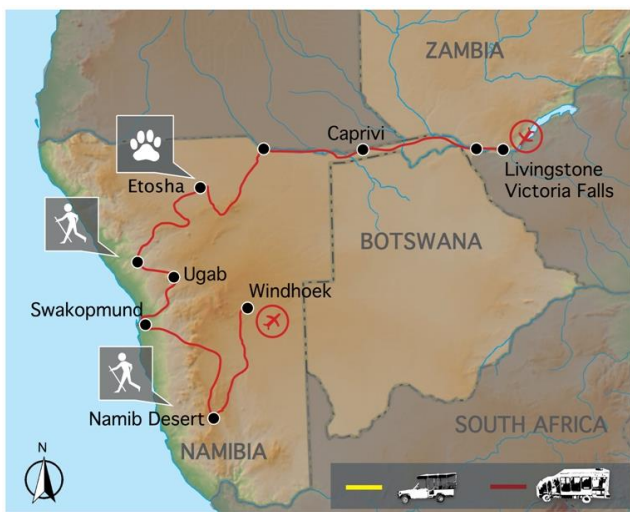 ZAMBIA
Caprivi
Livingstone
Victoria Falls
Etosha
BOTSWANA
Ugab
Windhoek
Swakopmund
Namib Desert
SOUTH AFRICA
NAMIBIA
N